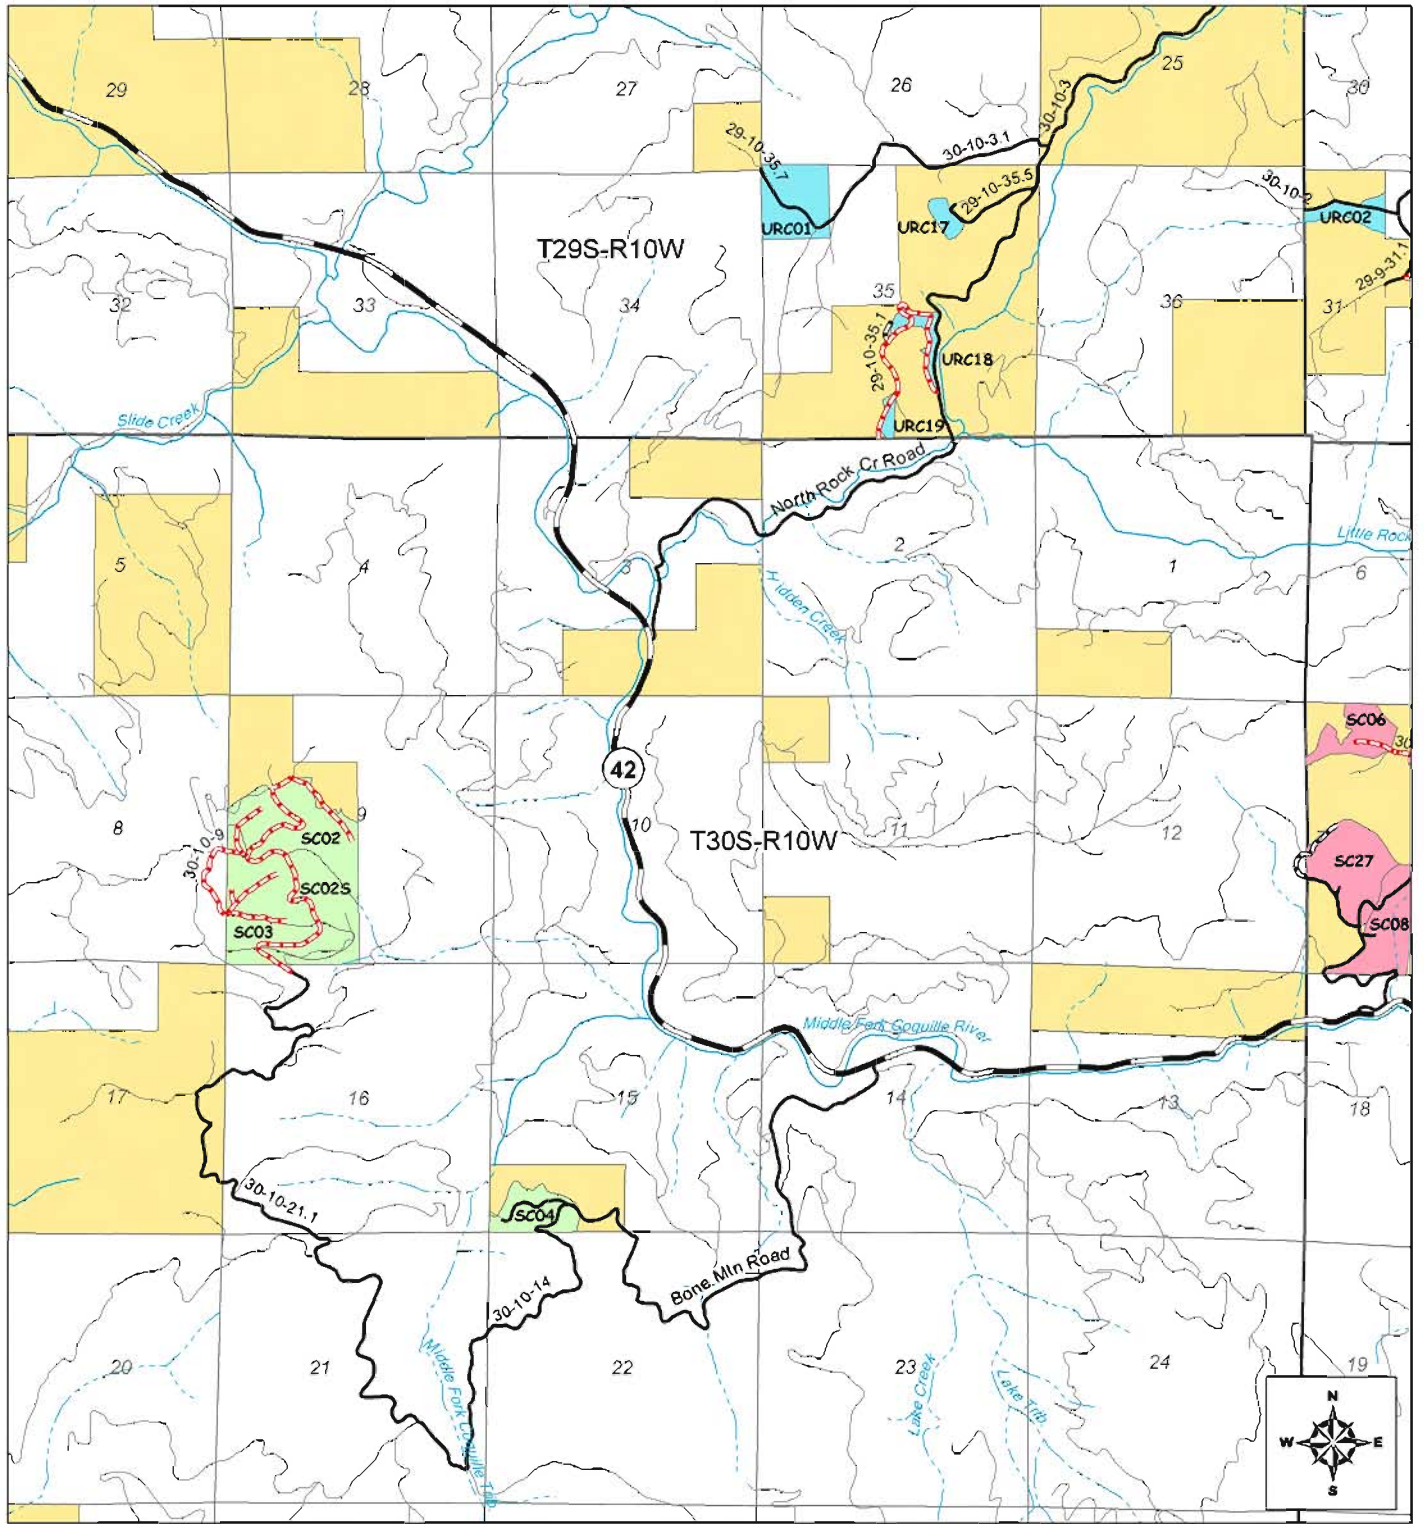 29
28
27
26
25
30
30-10-3
30-10-3.1
29-10-35.7
29-10-35.5
30-10-2
URC01
URC17
URC02
T29S-R10W
29-9-31.1
32
33
34
35
36
31
29-10-35.1
URC18
URC19
Slide Creek
North Rock Cr Road
Little Rock
5
4
3
2
1
6
Hidden Creek
SC06
30
42
8
9
10
11
12
T30S-R10W
30-10-9
SC02
SC02S
SC03
7
SC27
SC08
Middle Fork Coquille River
17
16
15
14
13
18
30-10-21.1
SC04
Bone Mtn Road
30-10-14
20
21
22
23
24
19
Middle Fork Coquille Trib
Lake Creek
Lake Trib
N
W
E
S